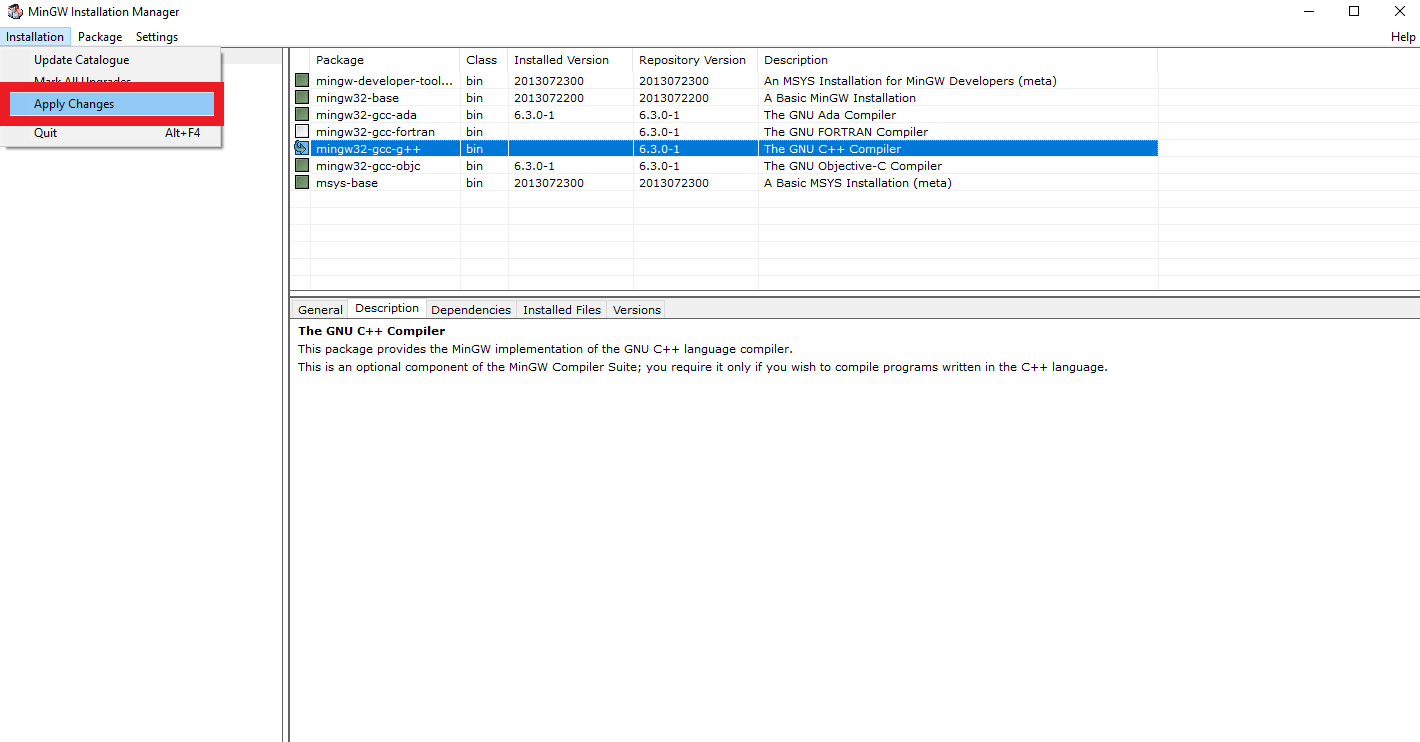 MinGW Installation Manager
Installation Package Settings Help
Update Catalogue
Mark All Upgrades
Apply Changes
Quit Alt+F4
Package Class Installed Version Repository Version Description
mingw-developer-tool... bin 2013072300 2013072300 An MSYS Installation for MinGW Developers (meta)
mingw32-base bin 2013072200 2013072200 A Basic MinGW Installation
mingw32-gcc-ada bin 6.3.0-1 6.3.0-1 The GNU Ada Compiler
mingw32-gcc-fortran bin 6.3.0-1 The GNU FORTRAN Compiler
mingw32-gcc-g++ bin 6.3.0-1 The GNU C++ Compiler
mingw32-gcc-objc bin 6.3.0-1 6.3.0-1 The GNU Objective-C Compiler
msys-base bin 2013072300 2013072300 A Basic MSYS Installation (meta)
General Description Dependencies Installed Files Versions
The GNU C++ Compiler
This package provides the MinGW implementation of the GNU C++ language compiler.
This is an optional component of the MinGW Compiler Suite; you require it only if you wish to compile programs written in the C++ language.